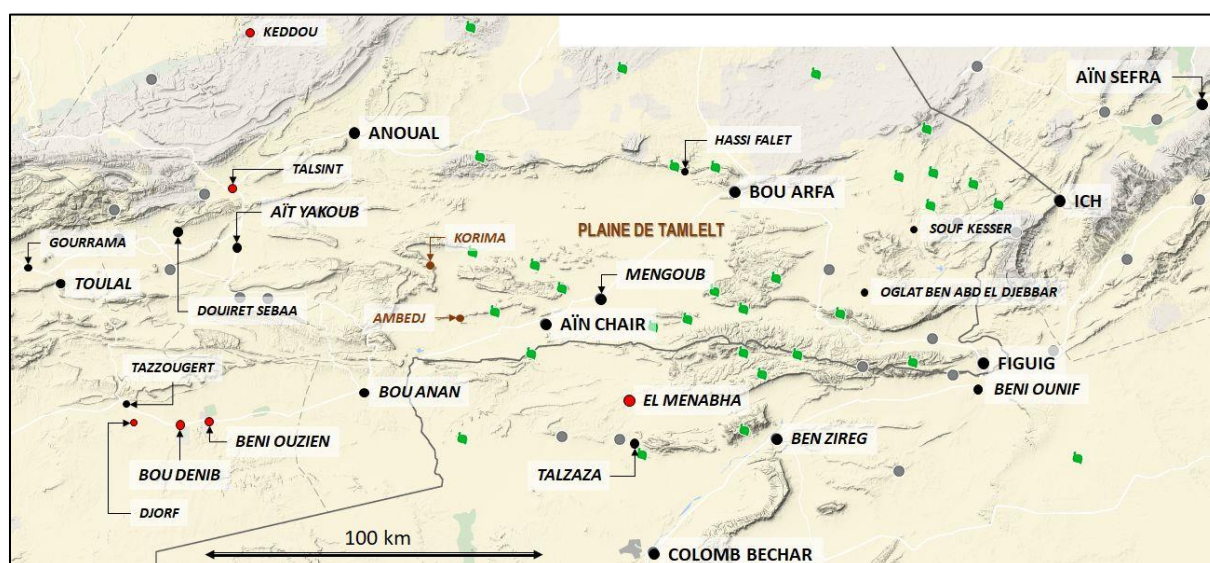 KEDDOU
AÏN SEFRA
ANOUAL
HASSI FALET
TALSINT
BOU ARFA
ICH
AÏT YAKOUB
GOURRAMA
KORIMA
PLAINE DE TAMLELT
SOUF KESSER
TOULAL
MENGOUB
OGLAT BEN ABD EL DJEBBAR
DOUIRET SEBAA
AMBEDJ
AÏN CHAIR
TAZZOUGERT
FIGUIG
BOU ANAN
EL MENABHA
BENI OUNIF
BENI OUZIEN
BEN ZIREG
BOU DENIB
TALZAZA
DJORF
100 km
COLOMB BECHAR